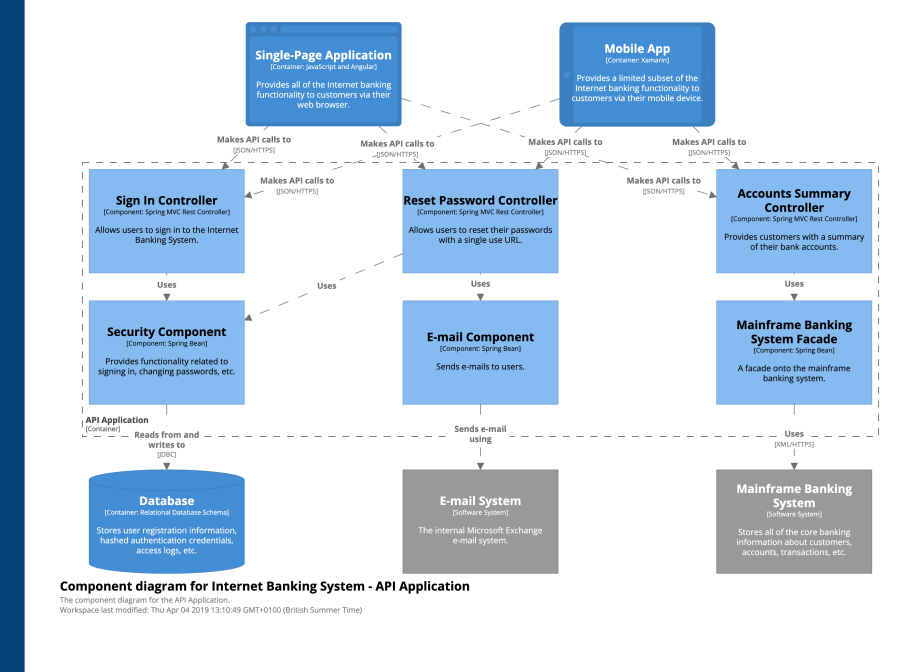 Single-Page Application
[Container: JavaScript and Angular]
Provides all of the Internet banking
functionality to customers via their
web browser.
Mobile App
[Container: Xamarin]
Provides a limited subset of the
Internet banking functionality to
customers via their mobile device.
Makes API calls to
[JSON/HTTPS]
Makes API calls to
[JSON/HTTPS]
Makes API calls to
[JSON/HTTPS]
Makes API calls to
[JSON/HTTPS]
Makes API calls to
[JSON/HTTPS]
Makes API calls to
[JSON/HTTPS]
Sign In Controller
[Component: Spring MVC Rest Controller]
Allows users to sign in to the Internet
Banking System.
Reset Password Controller
[Component: Spring MVC Rest Controller]
Allows users to reset their passwords
with a single use URL.
Accounts Summary
Controller
[Component: Spring MVC Rest Controller]
Provides customers with a summary
of their bank accounts.
Uses
Uses
Uses
Uses
Security Component
[Component: Spring Bean]
Provides functionality related to
signing in, changing passwords, etc.
E-mail Component
[Component: Spring Bean]
Sends e-mails to users.
Mainframe Banking
System Facade
[Component: Spring Bean]
A facade onto the mainframe
banking system.
API Application
[Container]
Reads from and
writes to
[JDBC]
Sends e-mail
using
Uses
[XML/HTTPS]
Database
[Container: Relational Database Schema]
Stores user registration information,
hashed authentication credentials,
access logs, etc.
E-mail System
[Software System]
The internal Microsoft Exchange
e-mail system.
Mainframe Banking
System
[Software System]
Stores all of the core banking
information about customers,
accounts, transactions, etc.
Component diagram for Internet Banking System - API Application
The component diagram for the API Application.
Workspace last modified: Thu Apr 04 2019 13:10:49 GMT+0100 (British Summer Time)